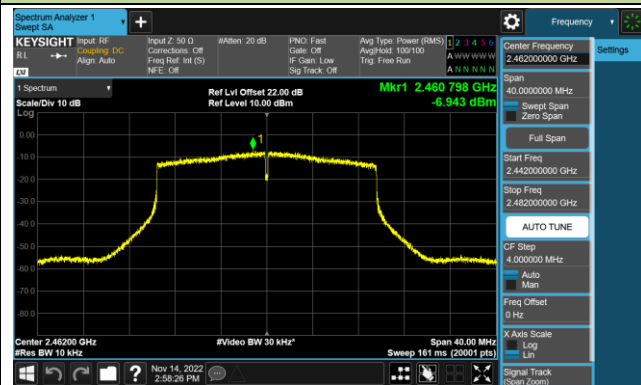 Spectrum Analyzer 1
Swept SA
Frequency
KEYSIGHT
Input: RF
Input Z: 50 Ω
#Atten: 20 dB
PNO: Fast
Avg Type: Power (RMS)
1 2 3 4 5 6
RL
Coupling: DC
Corrections: Off
Gate: Off
Avg|Hold: 100/100
A W W W W W
Align: Auto
Freq Ref: Int (S)
IF Gain: Low
Trig: Free Run
NFE: Off
Sig Track: Off
A N N N N N
LXI
1 Spectrum
Ref Lvl Offset 22.00 dB
Mkr1 2.460 798 GHz
Scale/Div 10 dB
Ref Level 10.00 dBm
-6.943 dBm
Log
1
0.00
-10.0
-20.0
-30.0
-40.0
-50.0
-60.0
-70.0
-80.0
Center 2.46200 GHz
#Video BW 30 kHz*
Span 40.00 MHz
#Res BW 10 kHz
Sweep 161 ms (20001 pts)
?
Nov 14, 2022
2:58:26 PM
Center Frequency
2.462000000 GHz
Settings
Span
40.0000000 MHz
Swept Span
Zero Span
Full Span
Start Freq
2.442000000 GHz
Stop Freq
2.482000000 GHz
AUTO TUNE
CF Step
4.000000 MHz
Auto
Man
Freq Offset
0 Hz
X Axis Scale
Log
Lin
Signal Track
(Span Zoom)